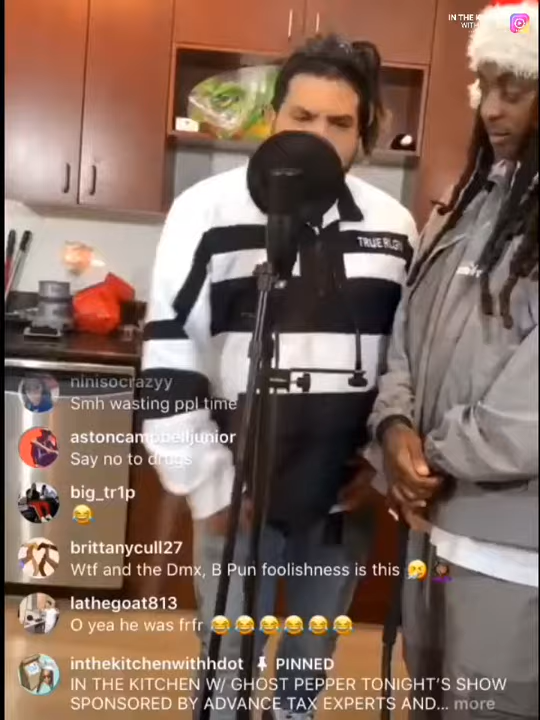 IN THE K
WITH
TRUE RELIGI
ninisocrazyy
Smh wasting ppl time
astoncampbelljunior
Say no to drugs
big_tr1p
😂
brittanycull27
Wtf and the Dmx, B Pun foolishness is this 🤧🤦🏾‍♀️
lathegoat813
O yea he was frfr 😂😂😂😂😂😂
inthekitchenwithhdot 📌 PINNED
IN THE KITCHEN W/ GHOST PEPPER TONIGHT'S SHOW
SPONSORED BY ADVANCE TAX EXPERTS AND... more